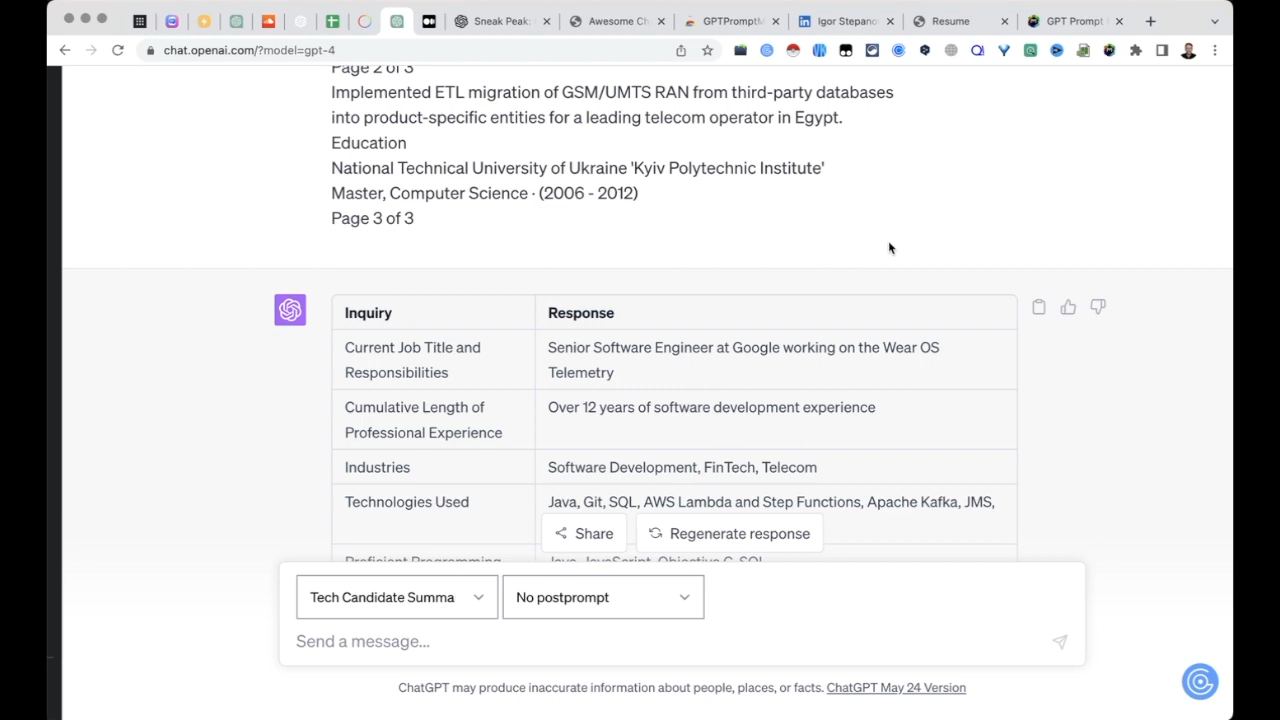 Sneak Peak:
Awesome Ch
GPTPromptM
Igor Stepano
Resume
GPT Prompt
chat.openai.com/?model=gpt-4
Page 2 of 3
Implemented ETL migration of GSM/UMTS RAN from third-party databases
into product-specific entities for a leading telecom operator in Egypt.
Education
National Technical University of Ukraine 'Kyiv Polytechnic Institute'
Master, Computer Science · (2006 - 2012)
Page 3 of 3
Inquiry
Response
Current Job Title and
Responsibilities
Senior Software Engineer at Google working on the Wear OS
Telemetry
Cumulative Length of
Professional Experience
Over 12 years of software development experience
Industries
Software Development, FinTech, Telecom
Technologies Used
Java, Git, SQL, AWS Lambda and Step Functions, Apache Kafka, JMS,
Share
Regenerate response
Proficient Programming
Java, JavaScript, Objective C, SQL
Tech Candidate Summa
No postprompt
Send a message...
ChatGPT may produce inaccurate information about people, places, or facts. ChatGPT May 24 Version